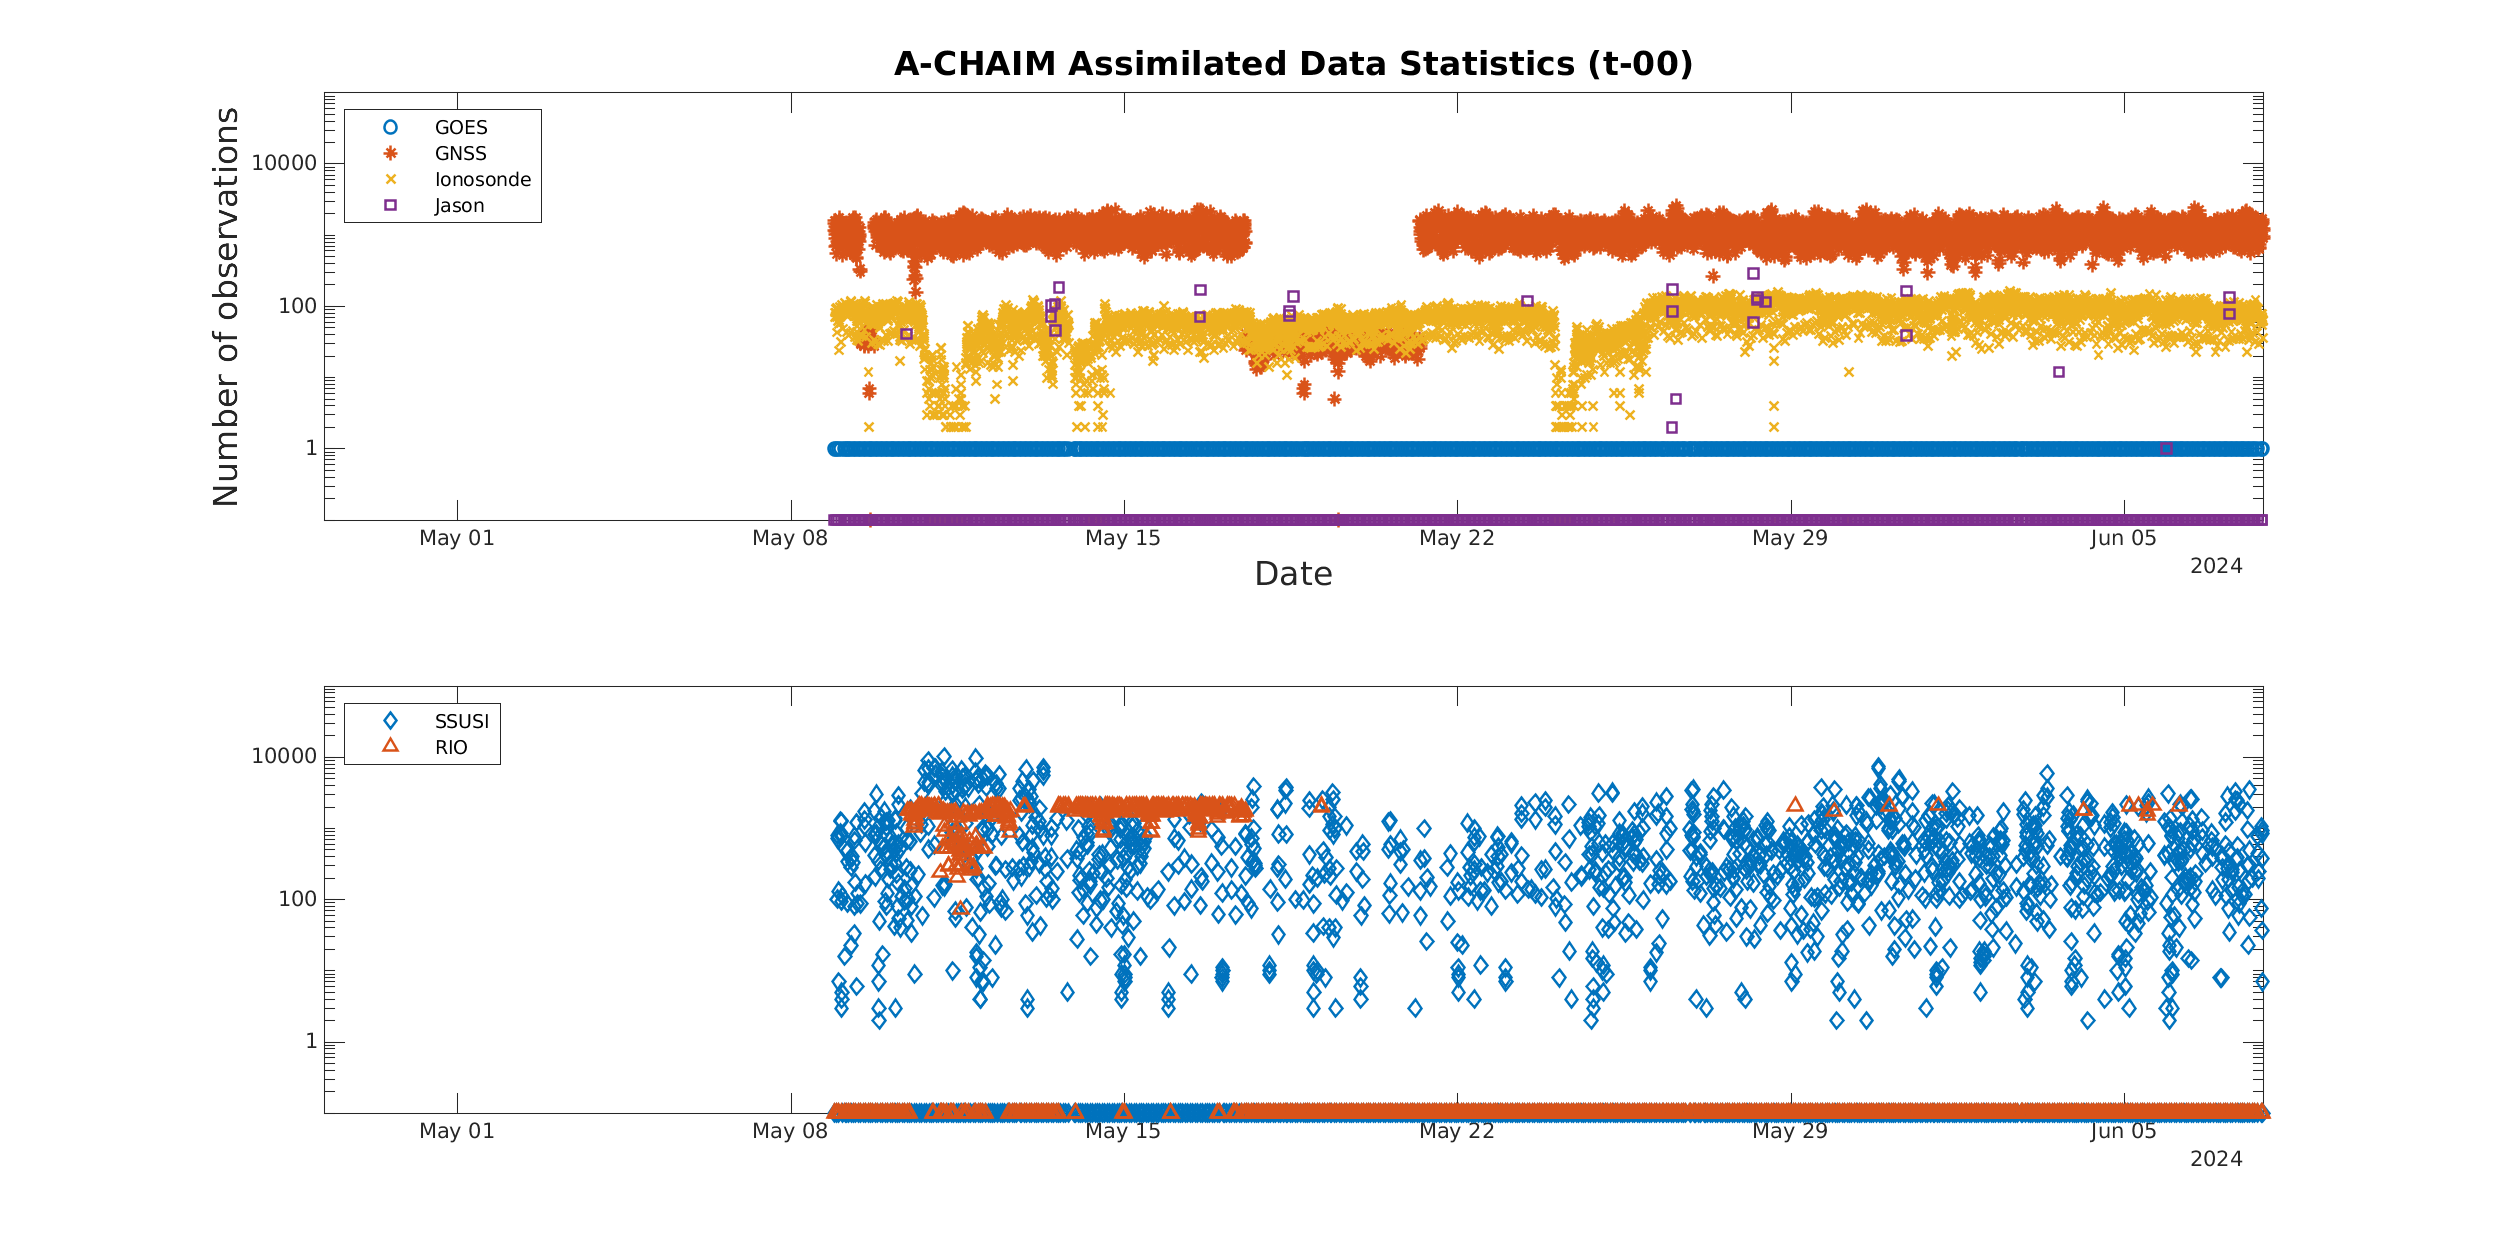 A-CHAIM Assimilated Data Statistics (t-00)
Number of observations
10000
100
1
GOES
GNSS
Ionosonde
Jason
May 01
May 08
May 15
May 22
May 29
Jun 05
2024
Date
10000
100
1
SSUSI
RIO
May 01
May 08
May 15
May 22
May 29
Jun 05
2024